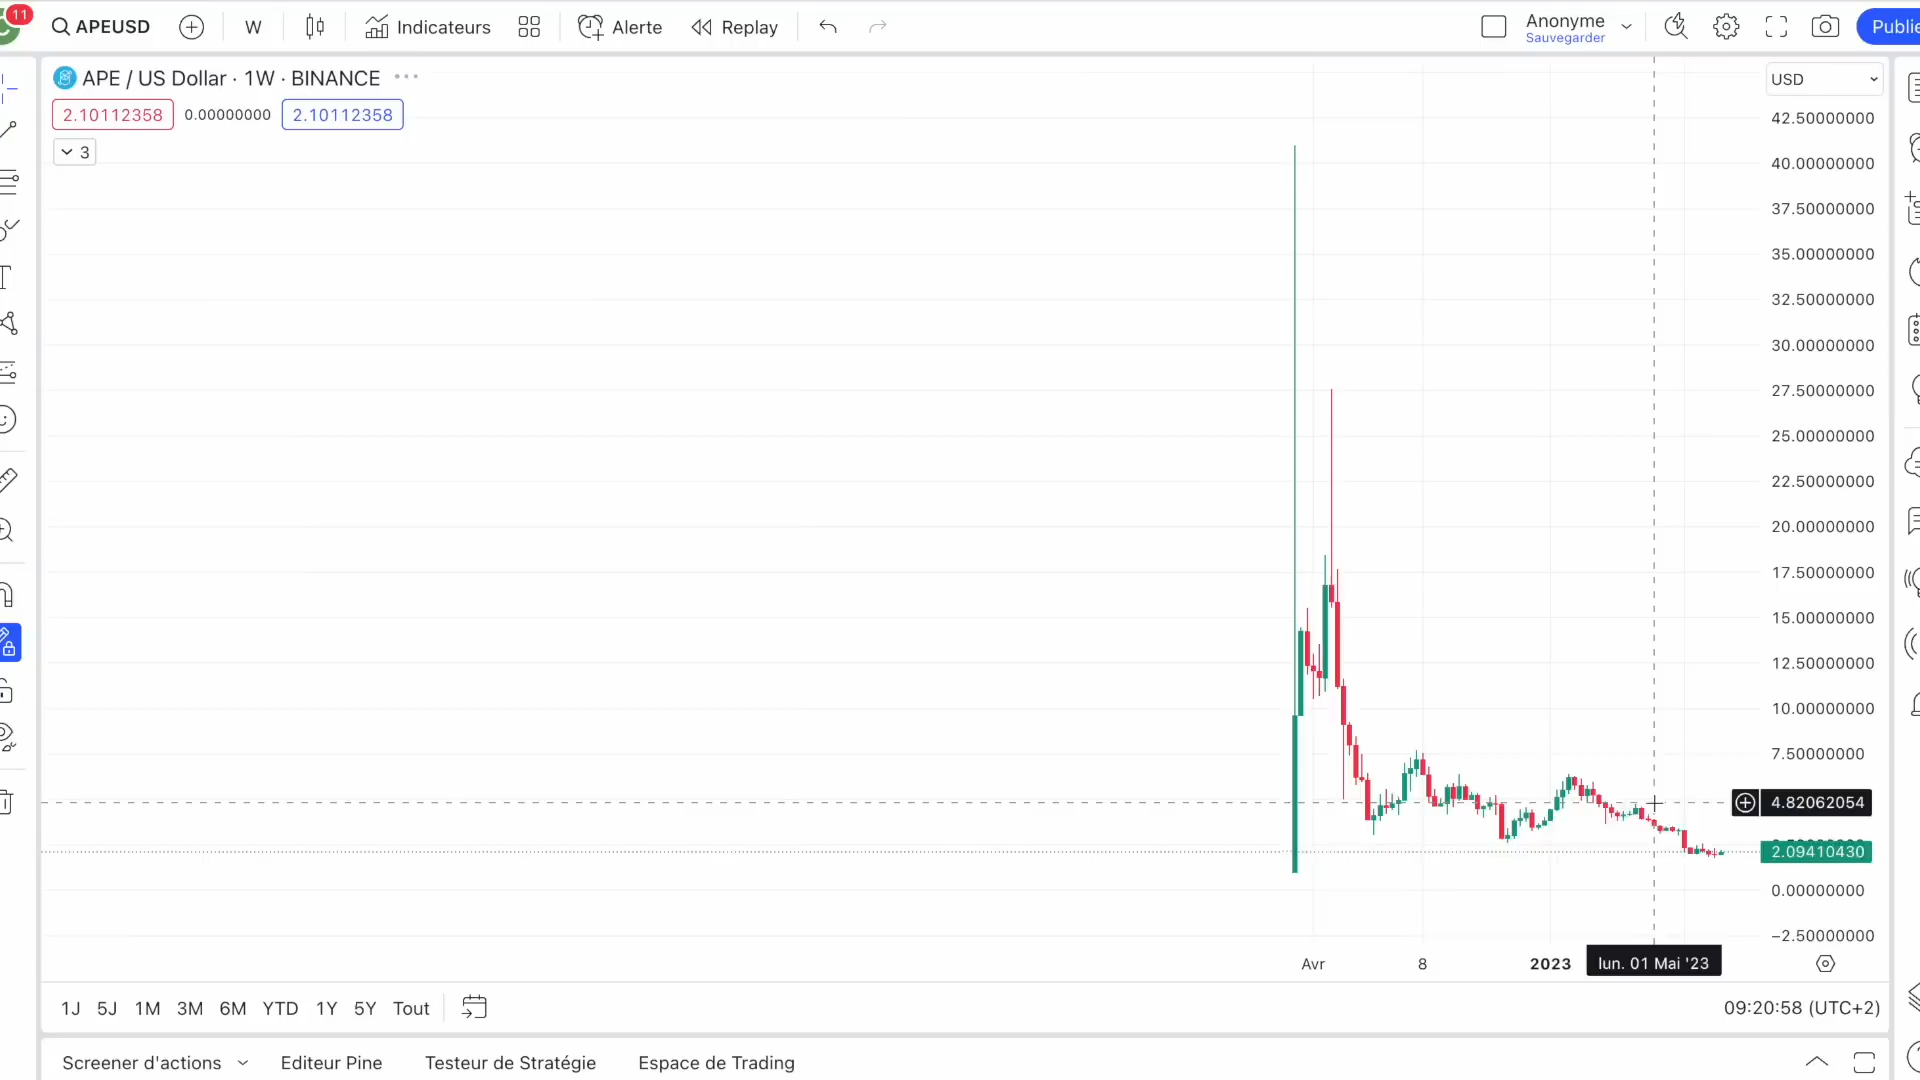 11
APEUSD
W
Indicateurs
Alerte
Replay
Anonyme
Sauvegarder
APE / US Dollar · 1W · BINANCE
USD
2.10112358
0.00000000
2.10112358
3
42.50000000
40.00000000
37.50000000
35.00000000
32.50000000
30.00000000
27.50000000
25.00000000
22.50000000
20.00000000
17.50000000
15.00000000
12.50000000
10.00000000
7.50000000
4.82062054
2.09410430
0.00000000
−2.50000000
Avr
8
2023
lun. 01 Mai '23
1J 5J 1M 3M 6M YTD 1Y 5Y Tout
09:20:58 (UTC+2)
Screener d'actions
Editeur Pine
Testeur de Stratégie
Espace de Trading